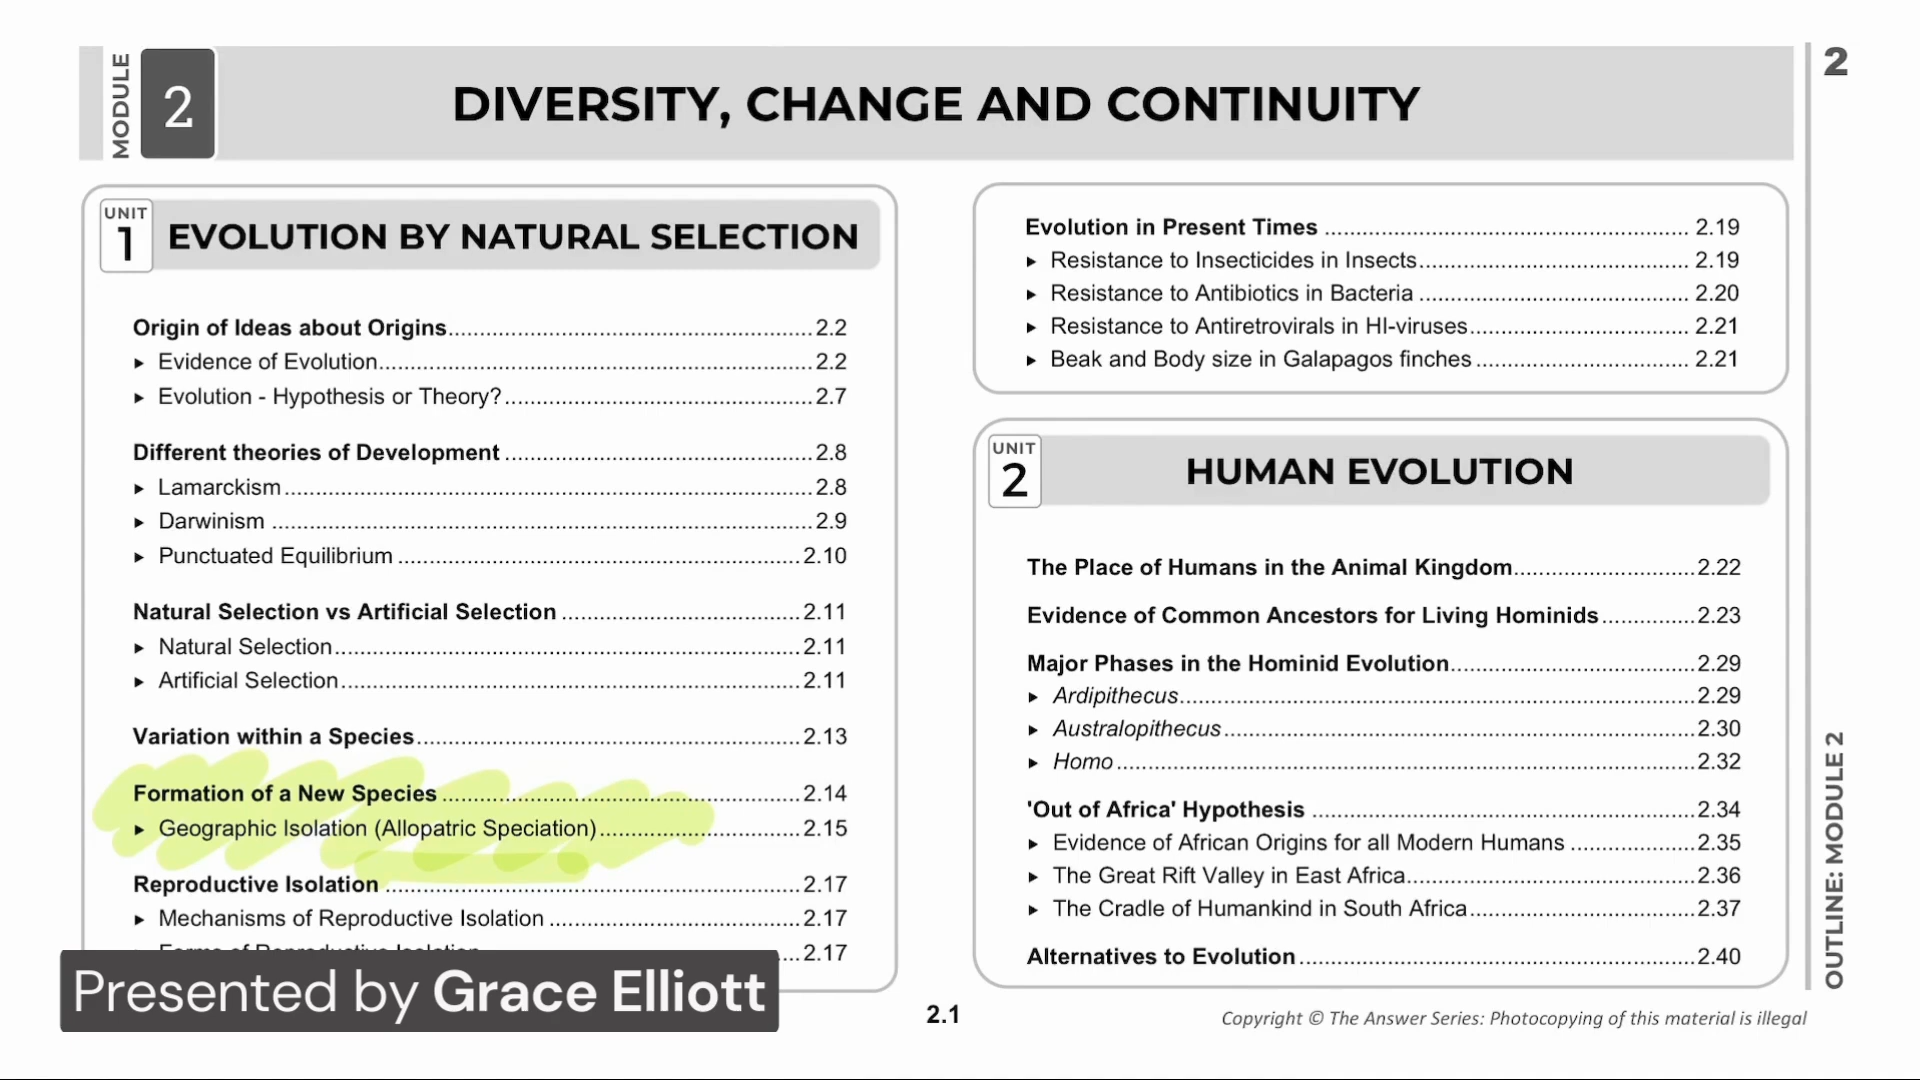 MODULE
2
DIVERSITY, CHANGE AND CONTINUITY
2
UNIT
1
EVOLUTION BY NATURAL SELECTION
Origin of Ideas about Origins..........2.2
▸ Evidence of Evolution..........2.2
▸ Evolution - Hypothesis or Theory?..........2.7
Different theories of Development..........2.8
▸ Lamarckism..........2.8
▸ Darwinism..........2.9
▸ Punctuated Equilibrium..........2.10
Natural Selection vs Artificial Selection..........2.11
▸ Natural Selection..........2.11
▸ Artificial Selection..........2.11
Variation within a Species..........2.13
Formation of a New Species..........2.14
▸ Geographic Isolation (Allopatric Speciation)..........2.15
Reproductive Isolation..........2.17
▸ Mechanisms of Reproductive Isolation..........2.17
Forms of Reproductive Isolation..........2.17
Presented by Grace Elliott
Evolution in Present Times..........2.19
▸ Resistance to Insecticides in Insects..........2.19
▸ Resistance to Antibiotics in Bacteria..........2.20
▸ Resistance to Antiretrovirals in HI-viruses..........2.21
▸ Beak and Body size in Galapagos finches..........2.21
UNIT
2
HUMAN EVOLUTION
The Place of Humans in the Animal Kingdom..........2.22
Evidence of Common Ancestors for Living Hominids..........2.23
Major Phases in the Hominid Evolution..........2.29
▸ Ardipithecus..........2.29
▸ Australopithecus..........2.30
▸ Homo..........2.32
'Out of Africa' Hypothesis..........2.34
▸ Evidence of African Origins for all Modern Humans..........2.35
▸ The Great Rift Valley in East Africa..........2.36
▸ The Cradle of Humankind in South Africa..........2.37
Alternatives to Evolution..........2.40
OUTLINE: MODULE 2
2.1
Copyright © The Answer Series: Photocopying of this material is illegal